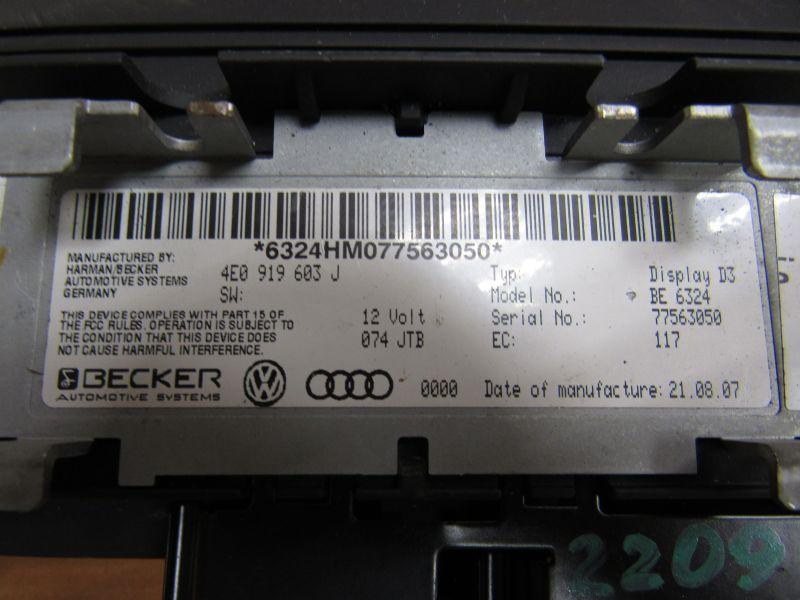 *6324HM077563050*
MANUFACTURED BY:
HARMAN/BECKER
AUTOMOTIVE SYSTEMS
GERMANY
4E0 919 603 J
SW:
Typ: Display D3
Model No.: BE 6324
THIS DEVICE COMPLIES WITH PART 15 OF
THE FCC RULES. OPERATION IS SUBJECT TO
THE CONDITION THAT THIS DEVICE DOES
NOT CAUSE HARMFUL INTERFERENCE.
12 Volt
074 JTB
Serial No.: 77563050
EC: 117
BECKER
AUTOMOTIVE SYSTEMS
VW
0000 Date of manufacture: 21.08.07
2209